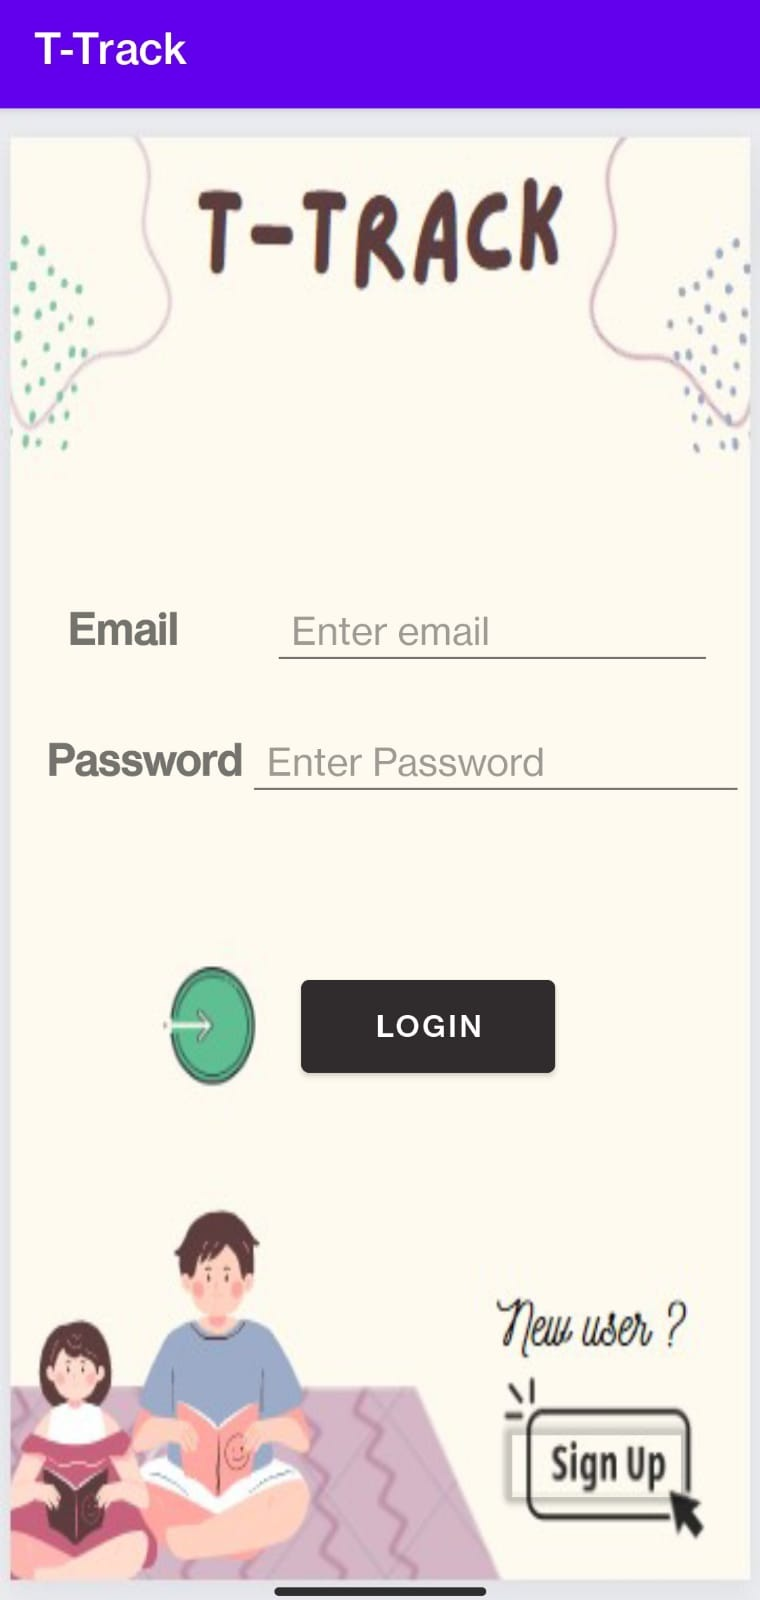 T-Track
T-TRACK
Email Enter email
Password Enter Password
LOGIN
New user ?
Sign Up